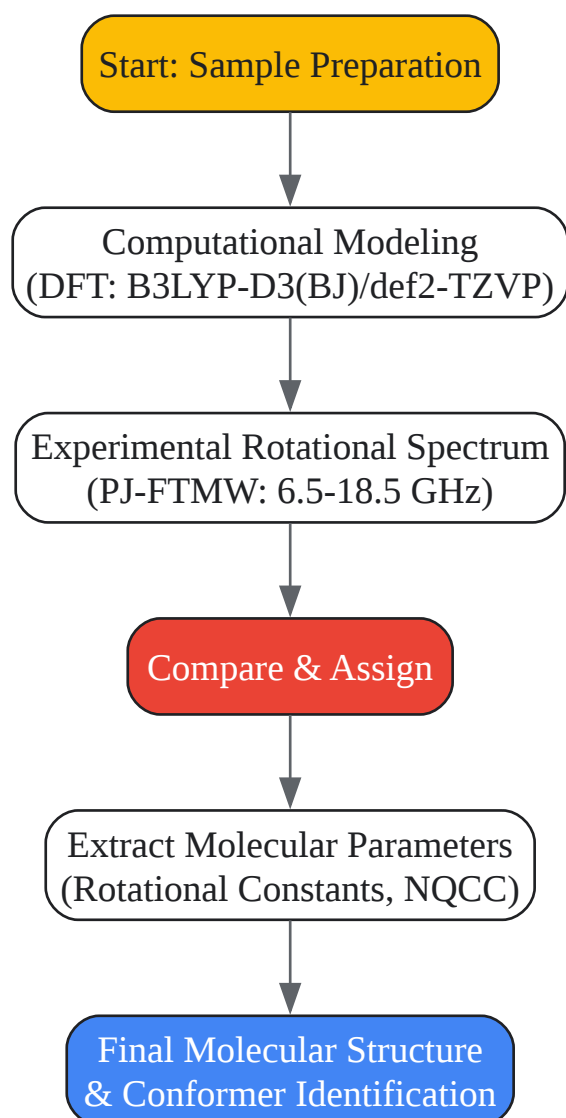 Start: Sample Preparation
Computational Modeling
(DFT: B3LYP-D3(BJ)/def2-TZVP)
Experimental Rotational Spectrum
(PJ-FTMW: 6.5-18.5 GHz)
Compare & Assign
Extract Molecular Parameters
(Rotational Constants, NQCC)
Final Molecular Structure
& Conformer Identification